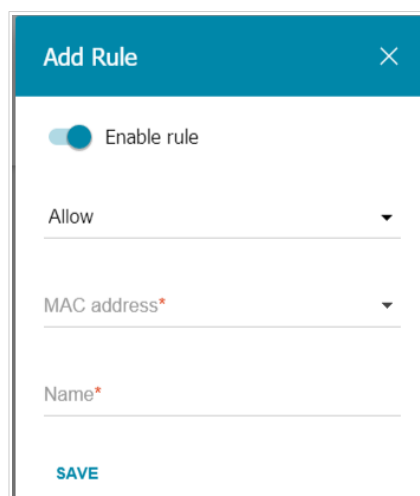 Add Rule
Enable rule
Allow
MAC address*
Name*
SAVE